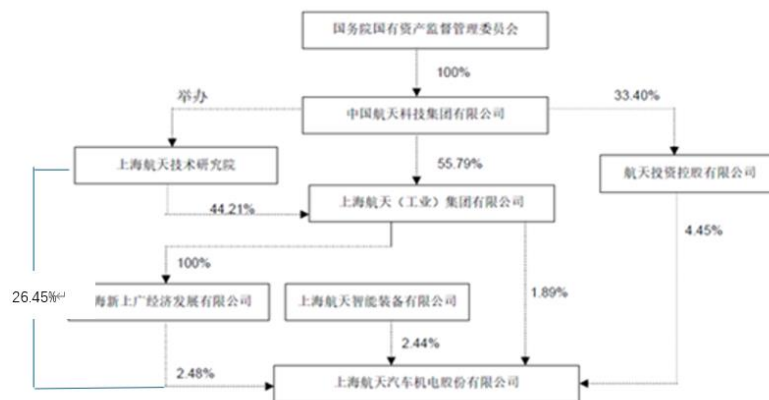 国务院国有资产监督管理委员会
100%
举办
33.40%
中国航天科技集团有限公司
上海航天技术研究院
55.79%
航天投资控股有限公司
44.21%
上海航天（工业）集团有限公司
4.45%
100%
26.45%
海新上广经济发展有限公司
上海航天智能装备有限公司
1.89%
2.48%
2.44%
上海航天汽车机电股份有限公司